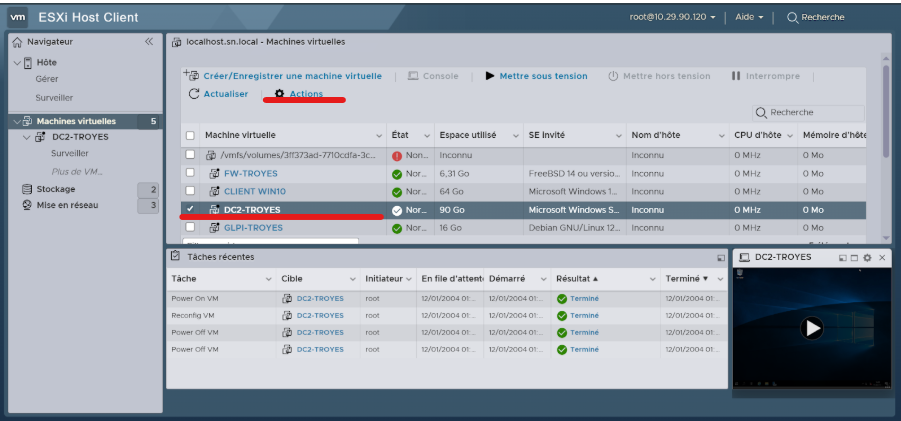 vm ESXi Host Client root@10.29.90.120 Aide Recherche
Navigateur
localhost.sn.local - Machines virtuelles
Hôte
Gérer
Surveiller
Machines virtuelles 5
DC2-TROYES
Surveiller
Plus de VM...
Stockage 2
Mise en réseau 3
Créer/Enregistrer une machine virtuelle Console Mettre sous tension Mettre hors tension Interrompre
Actualiser Actions
Recherche
Machine virtuelle État Espace utilisé SE invité Nom d'hôte CPU d'hôte Mémoire d'hôte
/vmfs/volumes/3ff373ad-7710cdfa-3c... Non... Inconnu Inconnu 0 MHz 0 Mo
FW-TROYES Nor... 6,31 Go FreeBSD 14 ou versio... Inconnu 0 MHz 0 Mo
CLIENT WIN10 Nor... 64 Go Microsoft Windows 1... Inconnu 0 MHz 0 Mo
DC2-TROYES Nor... 90 Go Microsoft Windows S... Inconnu 0 MHz 0 Mo
GLPI-TROYES Nor... 16 Go Debian GNU/Linux 12... Inconnu 0 MHz 0 Mo
Tâches récentes
Tâche Cible Initiateur En file d'attente Démarré Résultat Terminé
Power On VM DC2-TROYES root 12/01/2004 01:... 12/01/2004 01:... Terminé 12/01/2004 01:...
Reconfig VM DC2-TROYES root 12/01/2004 01:... 12/01/2004 01:... Terminé 12/01/2004 01:...
Power Off VM DC2-TROYES root 12/01/2004 01:... 12/01/2004 01:... Terminé 12/01/2004 01:...
Power Off VM DC2-TROYES root 12/01/2004 01:... 12/01/2004 01:... Terminé 12/01/2004 01:...
DC2-TROYES